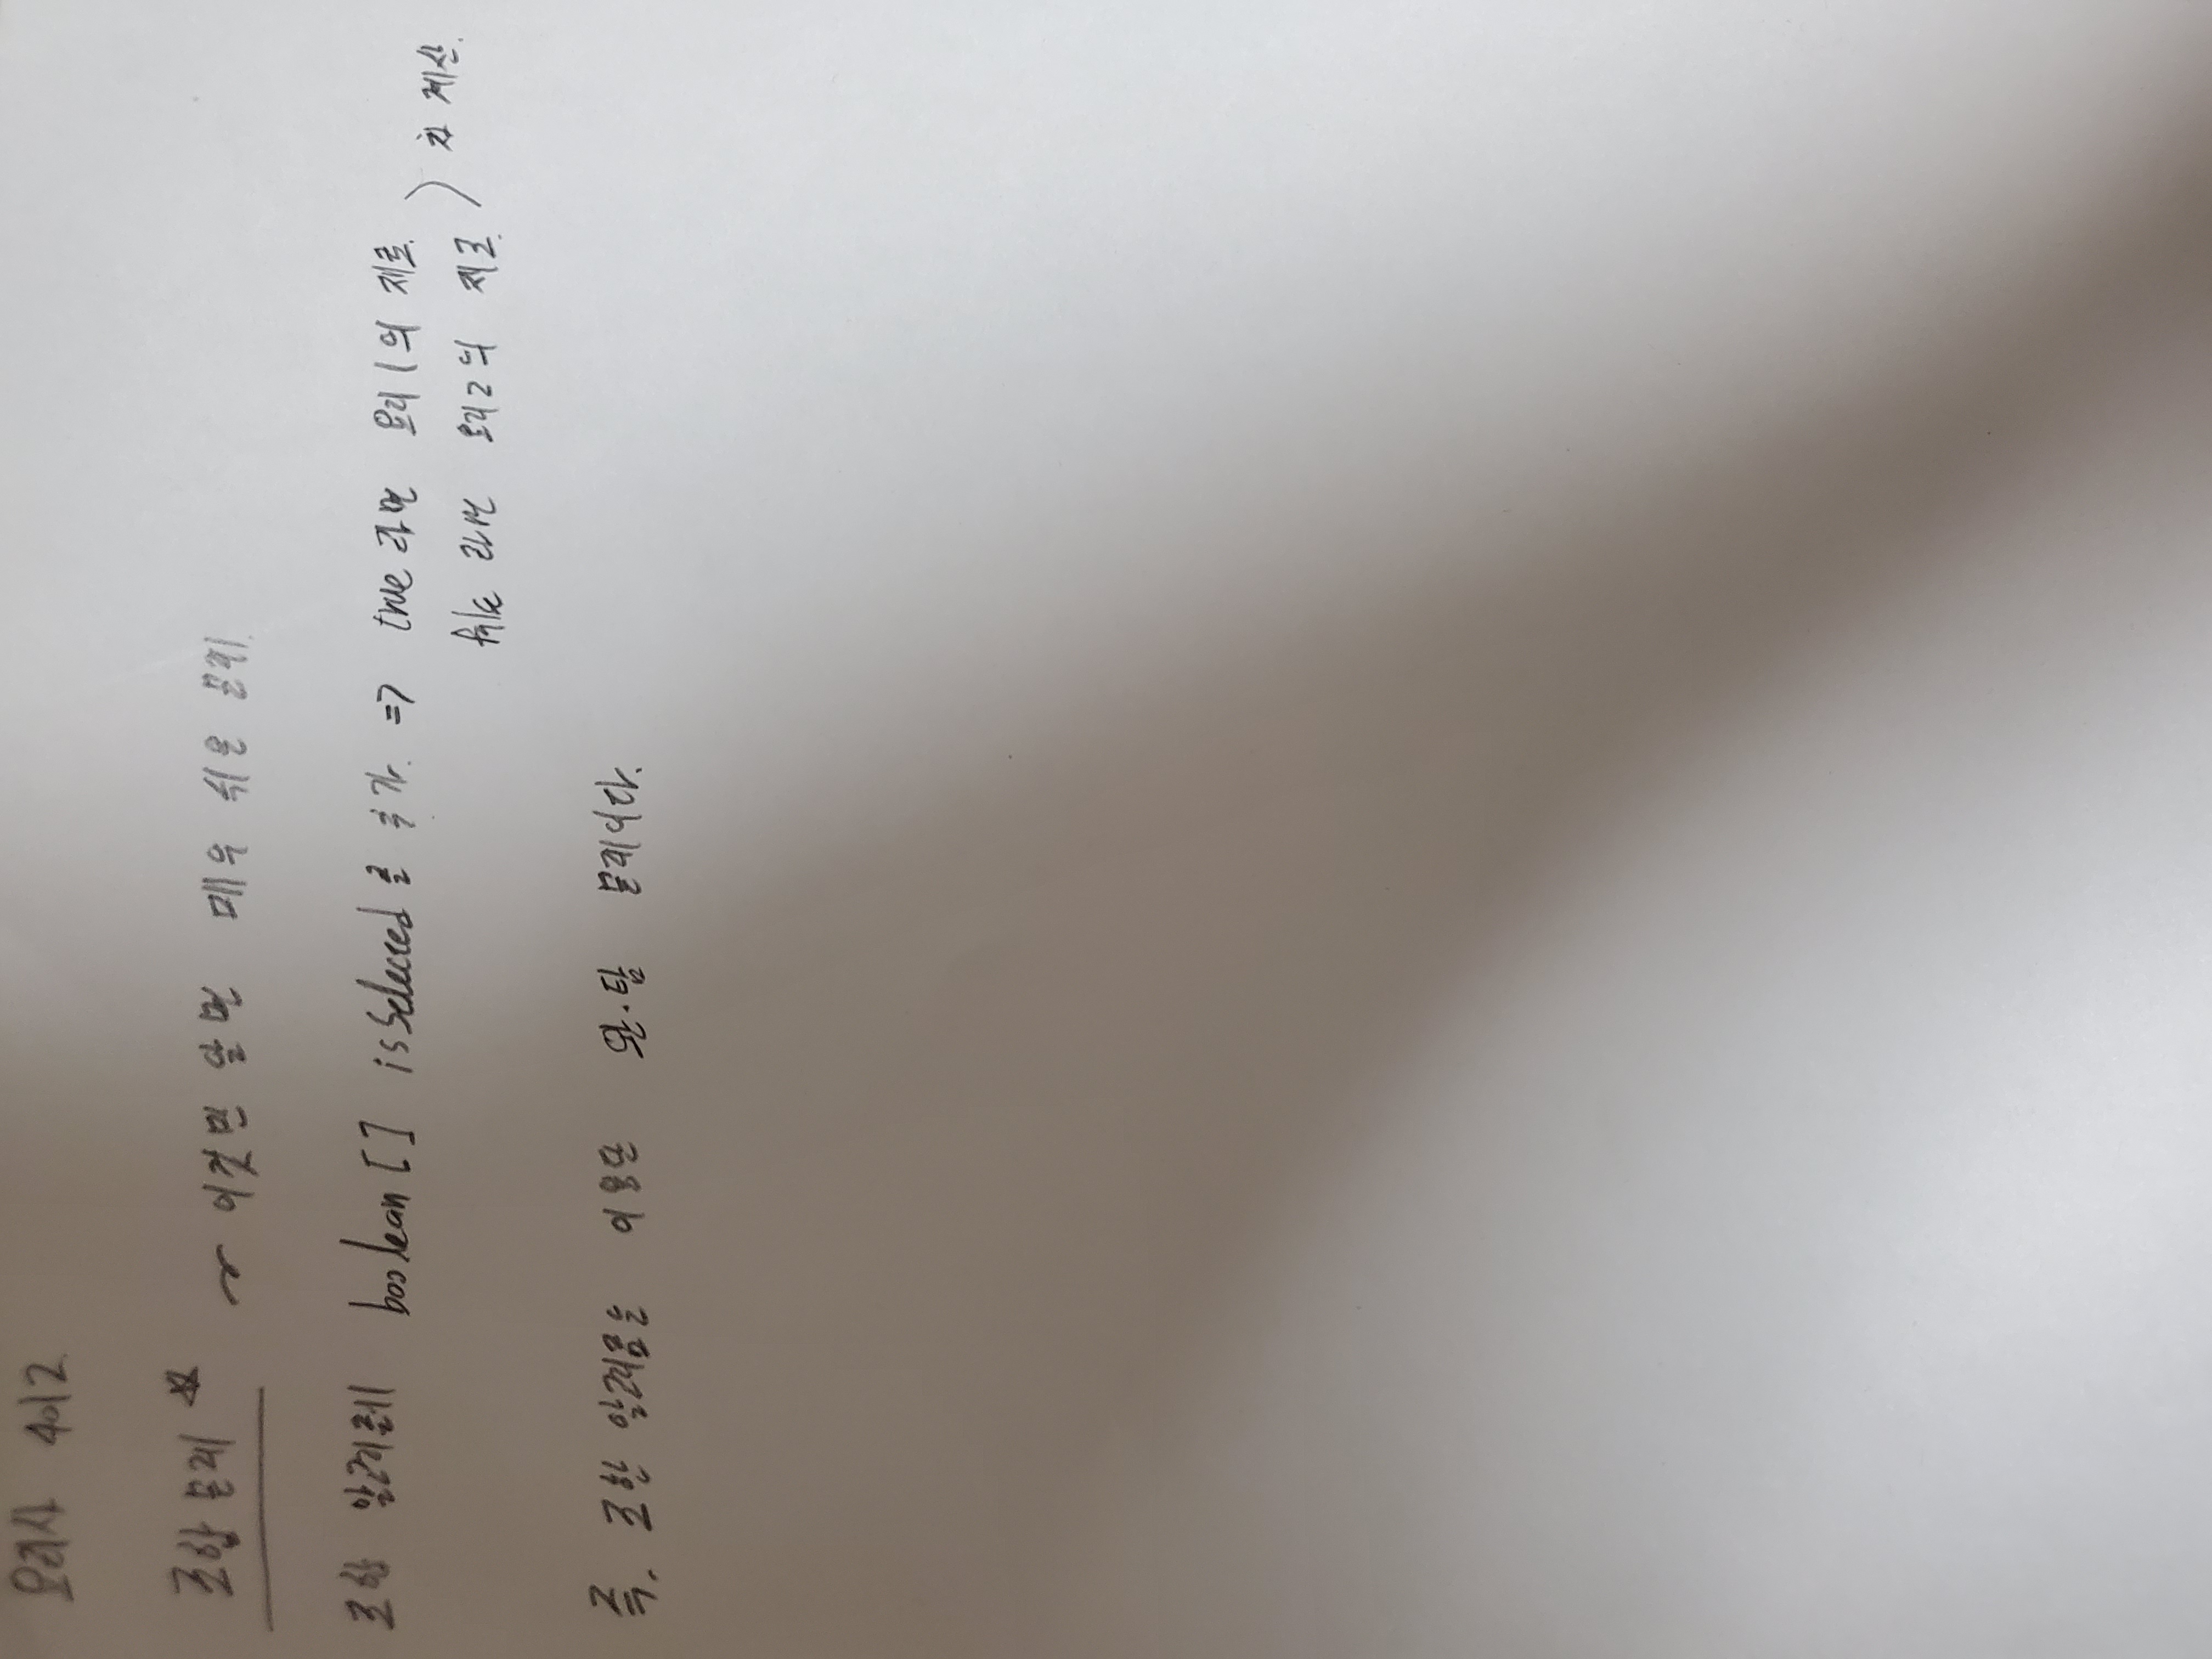 요리사 4012.
조합 문제 ☆ ~ 이것만 알면 매우 쉬운 문제.
조합 알고리즘에 boolean[] isSelected를 추가. => true라면 요리1의 재료.
false라면 요리2의 재료. ) 차 계산.
즉, 조합 알고리즘을 이용한 완·탐 문제이다.